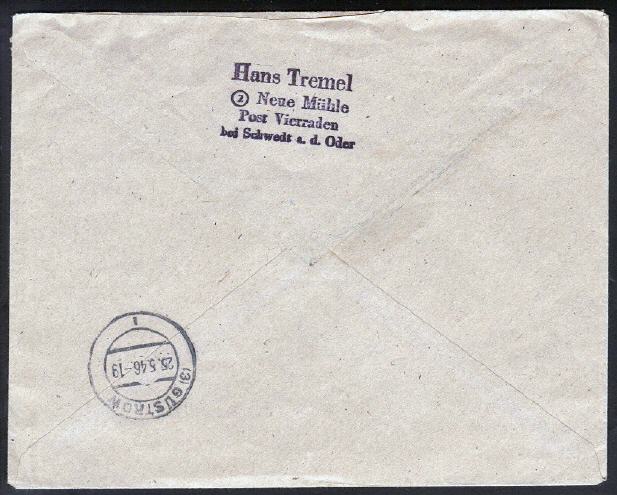 Hans Tremel
② Neue Mühle
Post Vierraden
bei Schwedt a. d. Oder
1
25.5.46-19
(3) GÜSTROW